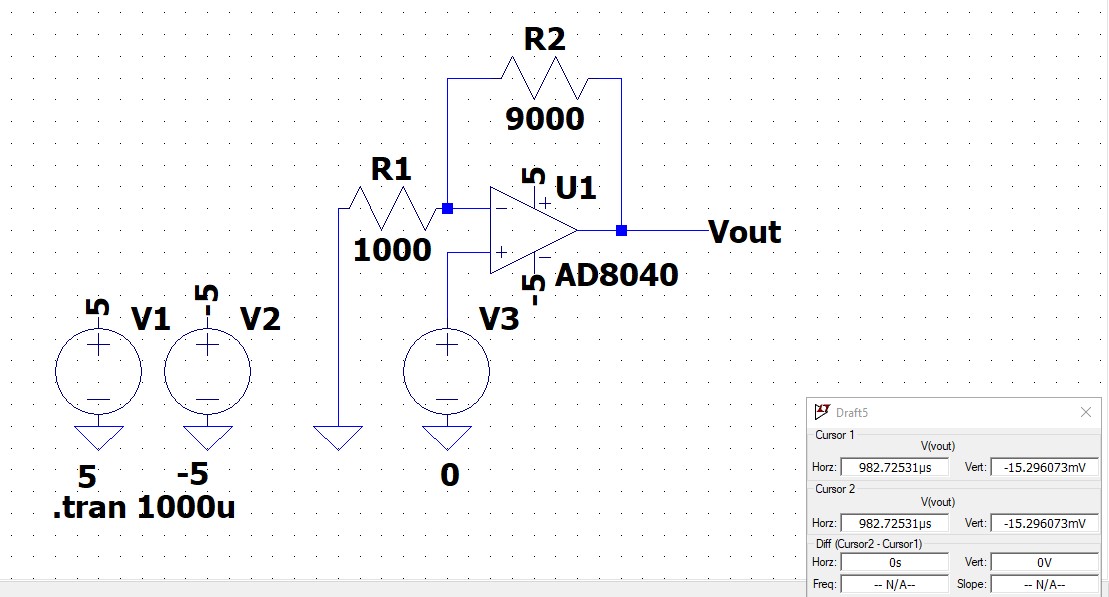 R2
9000
R1
1000
5
U1
- +
+ -
-5
AD8040
Vout
5
V1
-5
V2
V3
+
-
+
-
+
-
5
-5
0
.tran 1000u
Draft5
Cursor 1
V(vout)
Horz: 982.72531µs Vert: -15.296073mV
Cursor 2
V(vout)
Horz: 982.72531µs Vert: -15.296073mV
Diff (Cursor2 - Cursor1)
Horz: 0s Vert: 0V
Freq: -- N/A-- Slope: -- N/A--